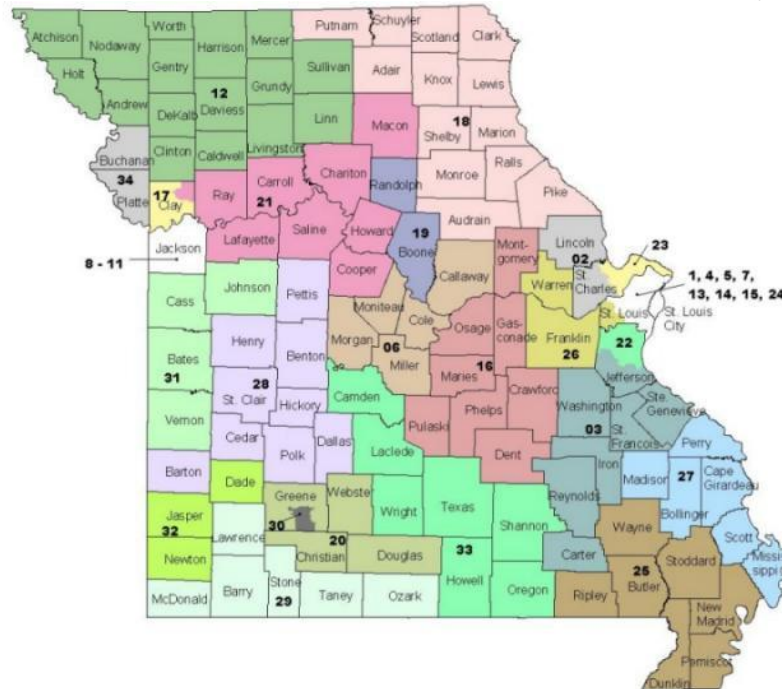 Atchison
Nodaway
Worth
Harrison
Mercer
Putnam
Schuyler
Scotland
Clark
Holt
Gentry
Sullivan
Adair
Knox
Lewis
Andrew
DeKalb
12
Daviess
Grundy
Linn
Macon
18
Shelby
Marion
Buchanan
Clinton
Caldwell
Livingston
Chariton
Randolph
Monroe
Ralls
34
Platte
17
Clay
Ray
Carroll
21
Pike
Audrain
Jackson
8 - 11
Lafayette
Saline
Howard
19
Boone
Mont-
gomery
Lincoln
02
23
Cass
Johnson
Pettis
Cooper
Callaway
Warren
St.
Charles
1, 4, 5, 7,
13, 14, 15, 24
Moniteau
Cole
Osage
Gas-
conade
Franklin
26
St. Louis
St. Louis
City
Bates
31
Henry
Benton
Morgan
06
Miller
Maries
16
22
Jefferson
28
St. Clair
Hickory
Camden
Crawford
Washington
Ste.
Genevieve
Vernon
Cedar
Polk
Dallas
Laclede
Pulaski
Phelps
Dent
03
St.
Francois
Perry
Barton
Dade
Greene
Webster
Wright
Texas
Iron
Reynolds
Madison
27
Cape
Girardeau
Bollinger
Jasper
32
Lawrence
30
20
Christian
Douglas
Shannon
Carter
Wayne
Scott
Missi
sippi
Newton
Stone
29
33
Howell
Oregon
Ripley
25
Butler
Stoddard
McDonald
Barry
Taney
Ozark
New
Madrid
Pemiscot
Dunklin